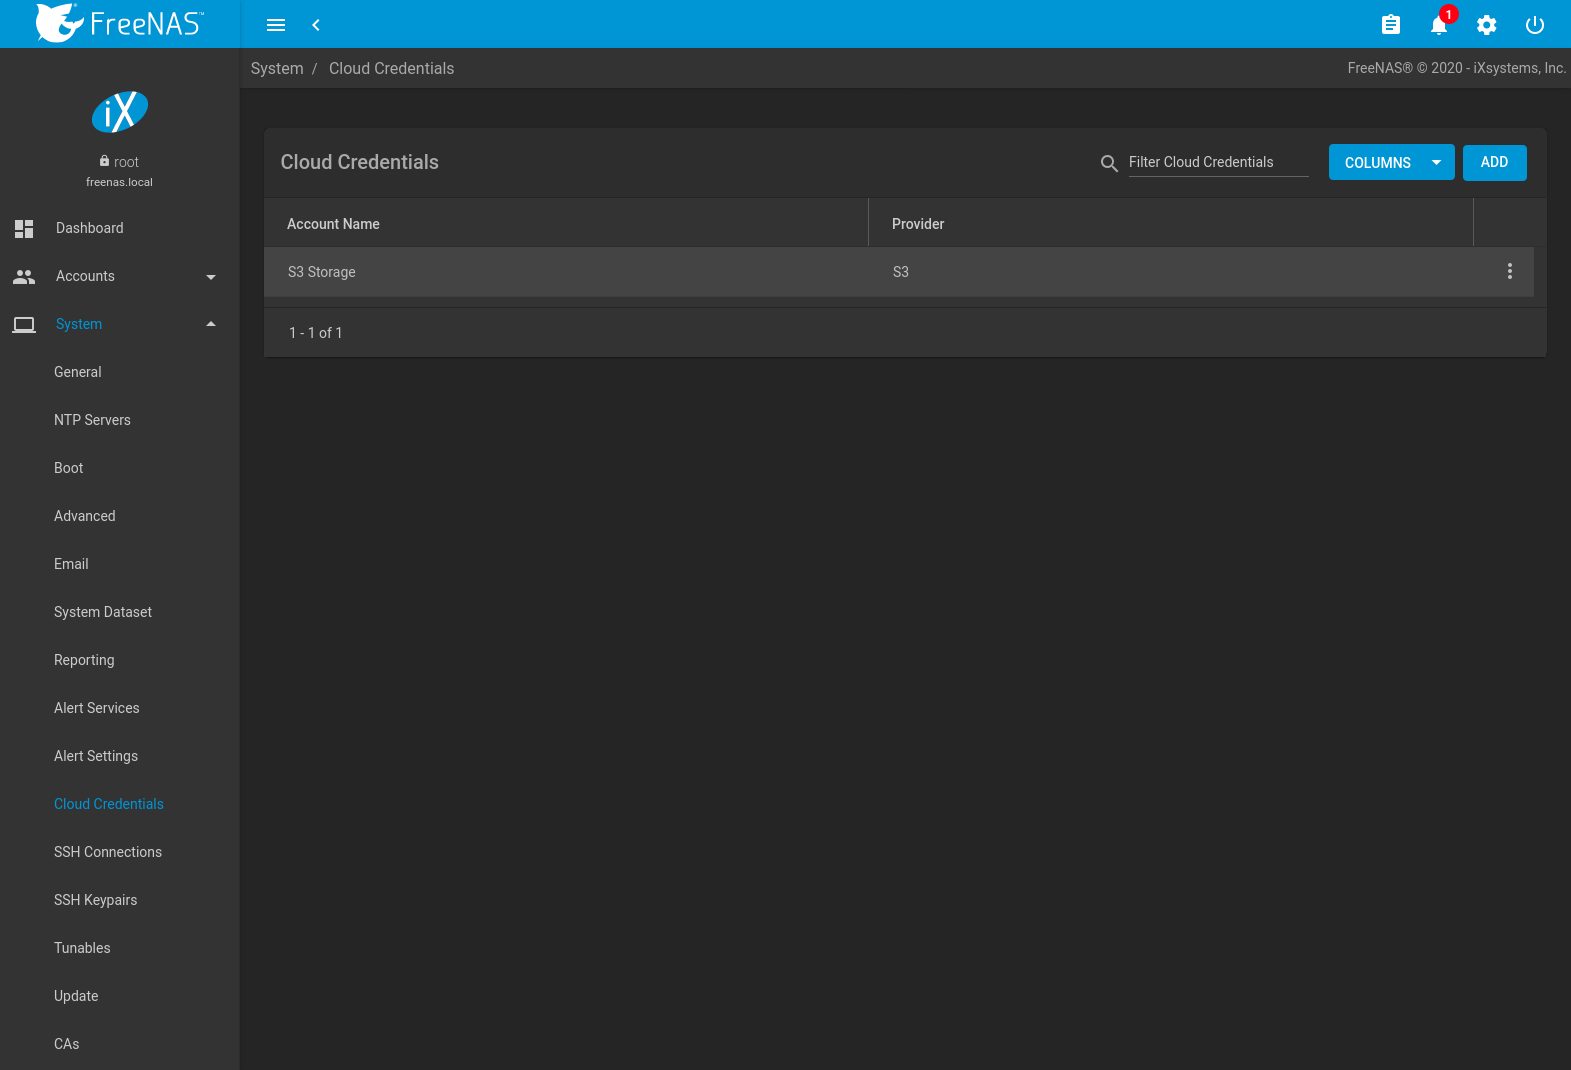 FreeNAS™
1
System / Cloud Credentials
FreeNAS® © 2020 - iXsystems, Inc.
iX
root
freenas.local
Dashboard
Accounts
System
General
NTP Servers
Boot
Advanced
Email
System Dataset
Reporting
Alert Services
Alert Settings
Cloud Credentials
SSH Connections
SSH Keypairs
Tunables
Update
CAs
Cloud Credentials
Filter Cloud Credentials
COLUMNS
ADD
Account Name Provider
S3 Storage S3
1 - 1 of 1